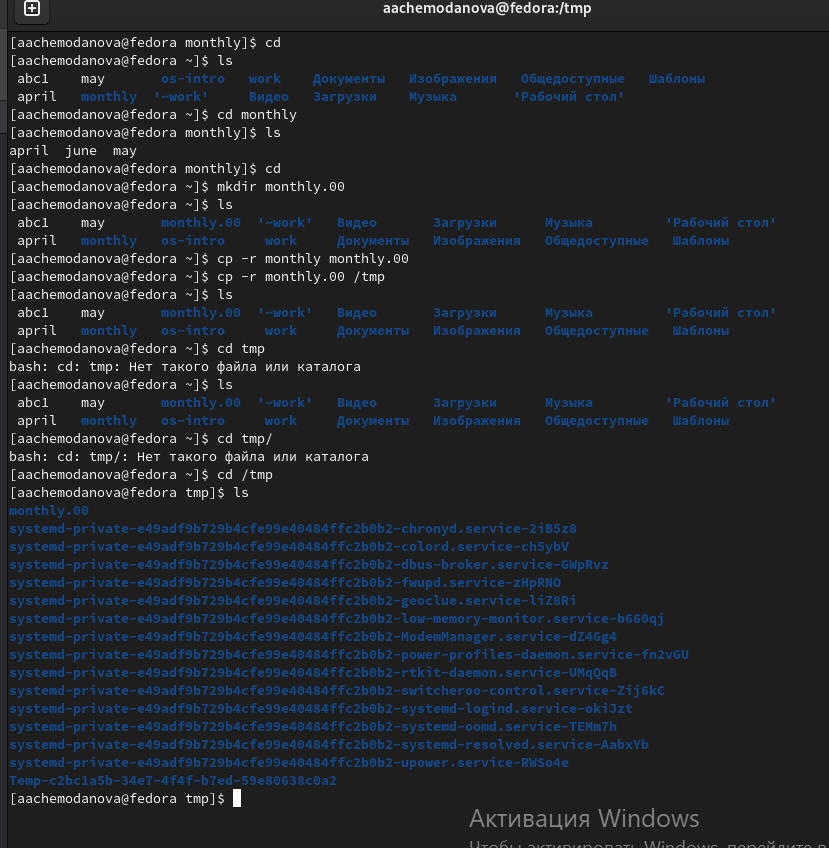 aachemodanova@fedora:/tmp
[aachemodanova@fedora monthly]$ cd
[aachemodanova@fedora ~]$ ls
abc1 may os-intro work Документы Изображения Общедоступные Шаблоны
april monthly '~work' Видео Загрузки Музыка 'Рабочий стол'
[aachemodanova@fedora ~]$ cd monthly
[aachemodanova@fedora monthly]$ ls
april june may
[aachemodanova@fedora monthly]$ cd
[aachemodanova@fedora ~]$ mkdir monthly.00
[aachemodanova@fedora ~]$ ls
abc1 may monthly.00 '~work' Видео Загрузки Музыка 'Рабочий стол'
april monthly os-intro work Документы Изображения Общедоступные Шаблоны
[aachemodanova@fedora ~]$ cp -r monthly monthly.00
[aachemodanova@fedora ~]$ cp -r monthly.00 /tmp
[aachemodanova@fedora ~]$ ls
abc1 may monthly.00 '~work' Видео Загрузки Музыка 'Рабочий стол'
april monthly os-intro work Документы Изображения Общедоступные Шаблоны
[aachemodanova@fedora ~]$ cd tmp
bash: cd: tmp: Нет такого файла или каталога
[aachemodanova@fedora ~]$ ls
abc1 may monthly.00 '~work' Видео Загрузки Музыка 'Рабочий стол'
april monthly os-intro work Документы Изображения Общедоступные Шаблоны
[aachemodanova@fedora ~]$ cd tmp/
bash: cd: tmp/: Нет такого файла или каталога
[aachemodanova@fedora ~]$ cd /tmp
[aachemodanova@fedora tmp]$ ls
monthly.00
systemd-private-e49adf9b729b4cfe99e40484ffc2b0b2-chronyd.service-2iB5z8
systemd-private-e49adf9b729b4cfe99e40484ffc2b0b2-colord.service-ch5ybV
systemd-private-e49adf9b729b4cfe99e40484ffc2b0b2-dbus-broker.service-GWpRvz
systemd-private-e49adf9b729b4cfe99e40484ffc2b0b2-fwupd.service-zHpRNO
systemd-private-e49adf9b729b4cfe99e40484ffc2b0b2-geoclue.service-liZ8Ri
systemd-private-e49adf9b729b4cfe99e40484ffc2b0b2-low-memory-monitor.service-b660qj
systemd-private-e49adf9b729b4cfe99e40484ffc2b0b2-ModemManager.service-dZ4Gg4
systemd-private-e49adf9b729b4cfe99e40484ffc2b0b2-power-profiles-daemon.service-fn2vGU
systemd-private-e49adf9b729b4cfe99e40484ffc2b0b2-rtkit-daemon.service-UMqQqB
systemd-private-e49adf9b729b4cfe99e40484ffc2b0b2-switcheroo-control.service-Zij6kC
systemd-private-e49adf9b729b4cfe99e40484ffc2b0b2-systemd-logind.service-okiJzt
systemd-private-e49adf9b729b4cfe99e40484ffc2b0b2-systemd-oomd.service-TEMm7h
systemd-private-e49adf9b729b4cfe99e40484ffc2b0b2-systemd-resolved.service-AabxYb
systemd-private-e49adf9b729b4cfe99e40484ffc2b0b2-upower.service-RWSo4e
Temp-c2bc1a5b-34e7-4f4f-b7ed-59e80638c0a2
[aachemodanova@fedora tmp]$
Активация Windows
Чтобы активировать Windows, перейдите в